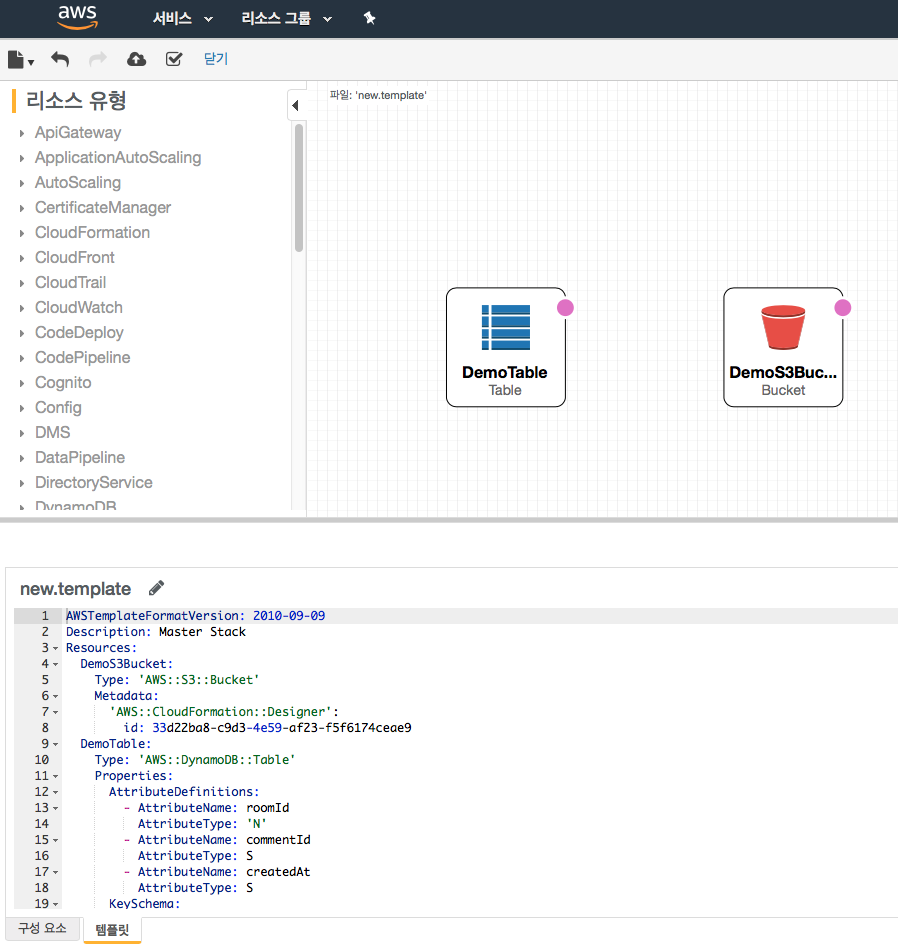 aws 서비스 리소스 그룹
닫기
리소스 유형
ApiGateway
ApplicationAutoScaling
AutoScaling
CertificateManager
CloudFormation
CloudFront
CloudTrail
CloudWatch
CodeDeploy
CodePipeline
Cognito
Config
DMS
DataPipeline
DirectoryService
DynamoDB
파일: 'new.template'
DemoTable
Table
DemoS3Buc...
Bucket
new.template
1 AWSTemplateFormatVersion: 2010-09-09
2 Description: Master Stack
3 Resources:
4 DemoS3Bucket:
5 Type: 'AWS::S3::Bucket'
6 Metadata:
7 'AWS::CloudFormation::Designer':
8 id: 33d22ba8-c9d3-4e59-af23-f5f6174ceae9
9 DemoTable:
10 Type: 'AWS::DynamoDB::Table'
11 Properties:
12 AttributeDefinitions:
13 - AttributeName: roomId
14 AttributeType: 'N'
15 - AttributeName: commentId
16 AttributeType: S
17 - AttributeName: createdAt
18 AttributeType: S
19 KeySchema:
구성 요소 템플릿